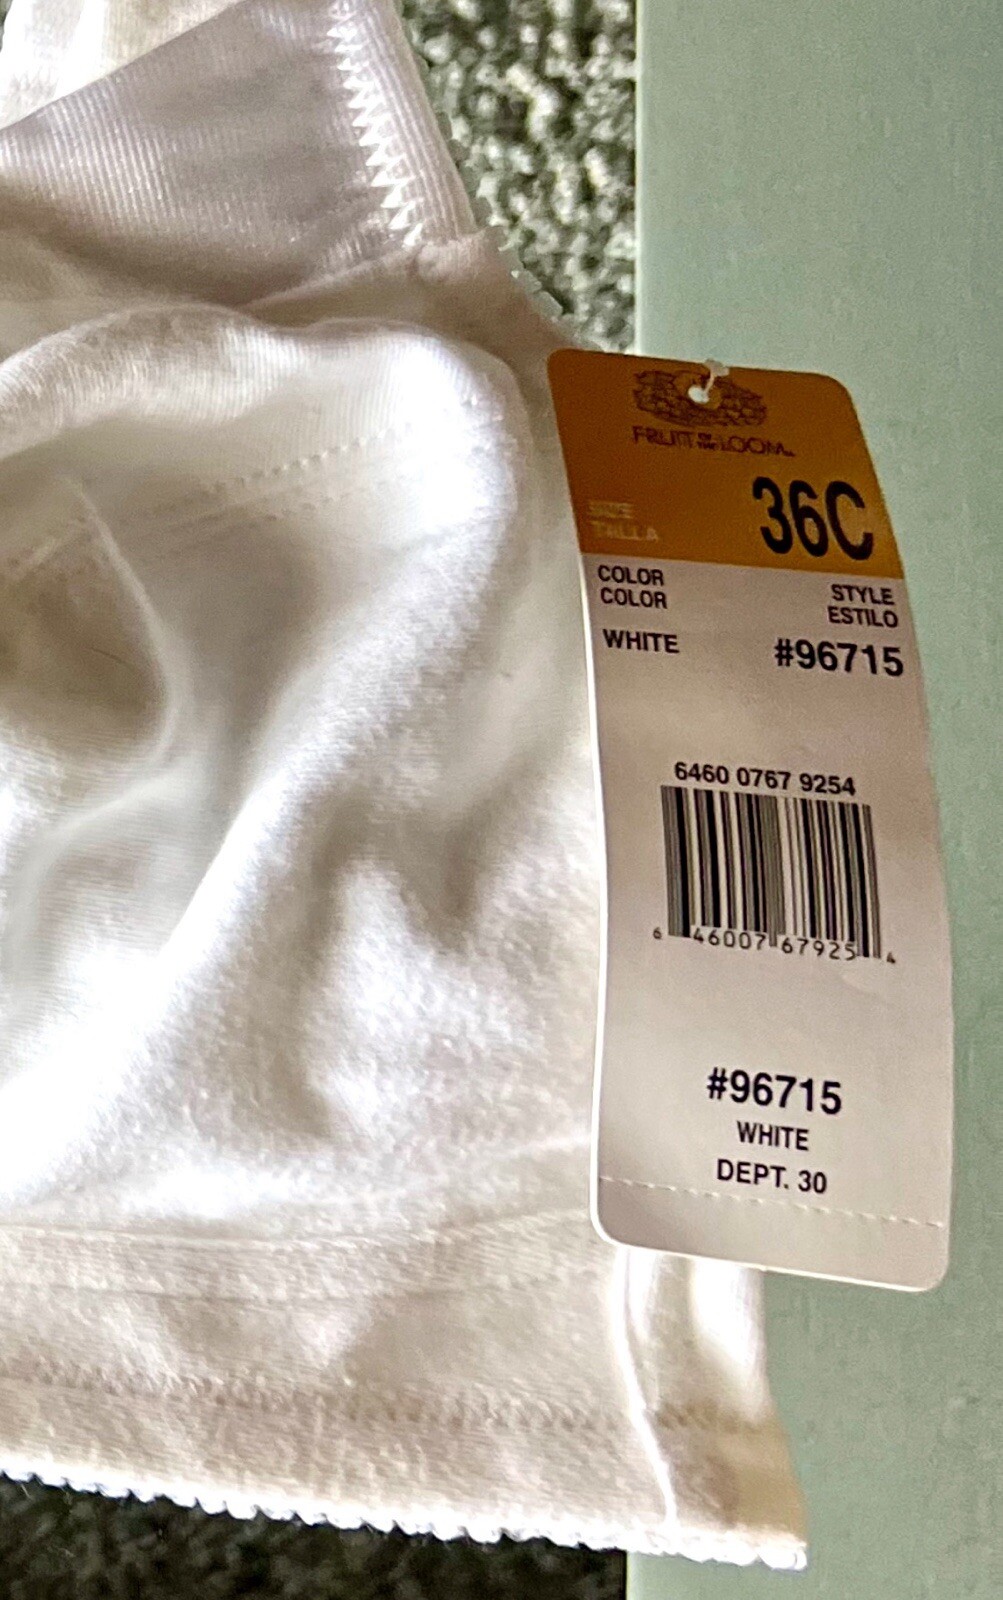 FRUIT OF THE LOOM
36C
SIZE
TALLA
COLOR
COLOR
STYLE
ESTILO
WHITE
#96715
6460 0767 9254
6 46007 67925 4
#96715
WHITE
DEPT. 30